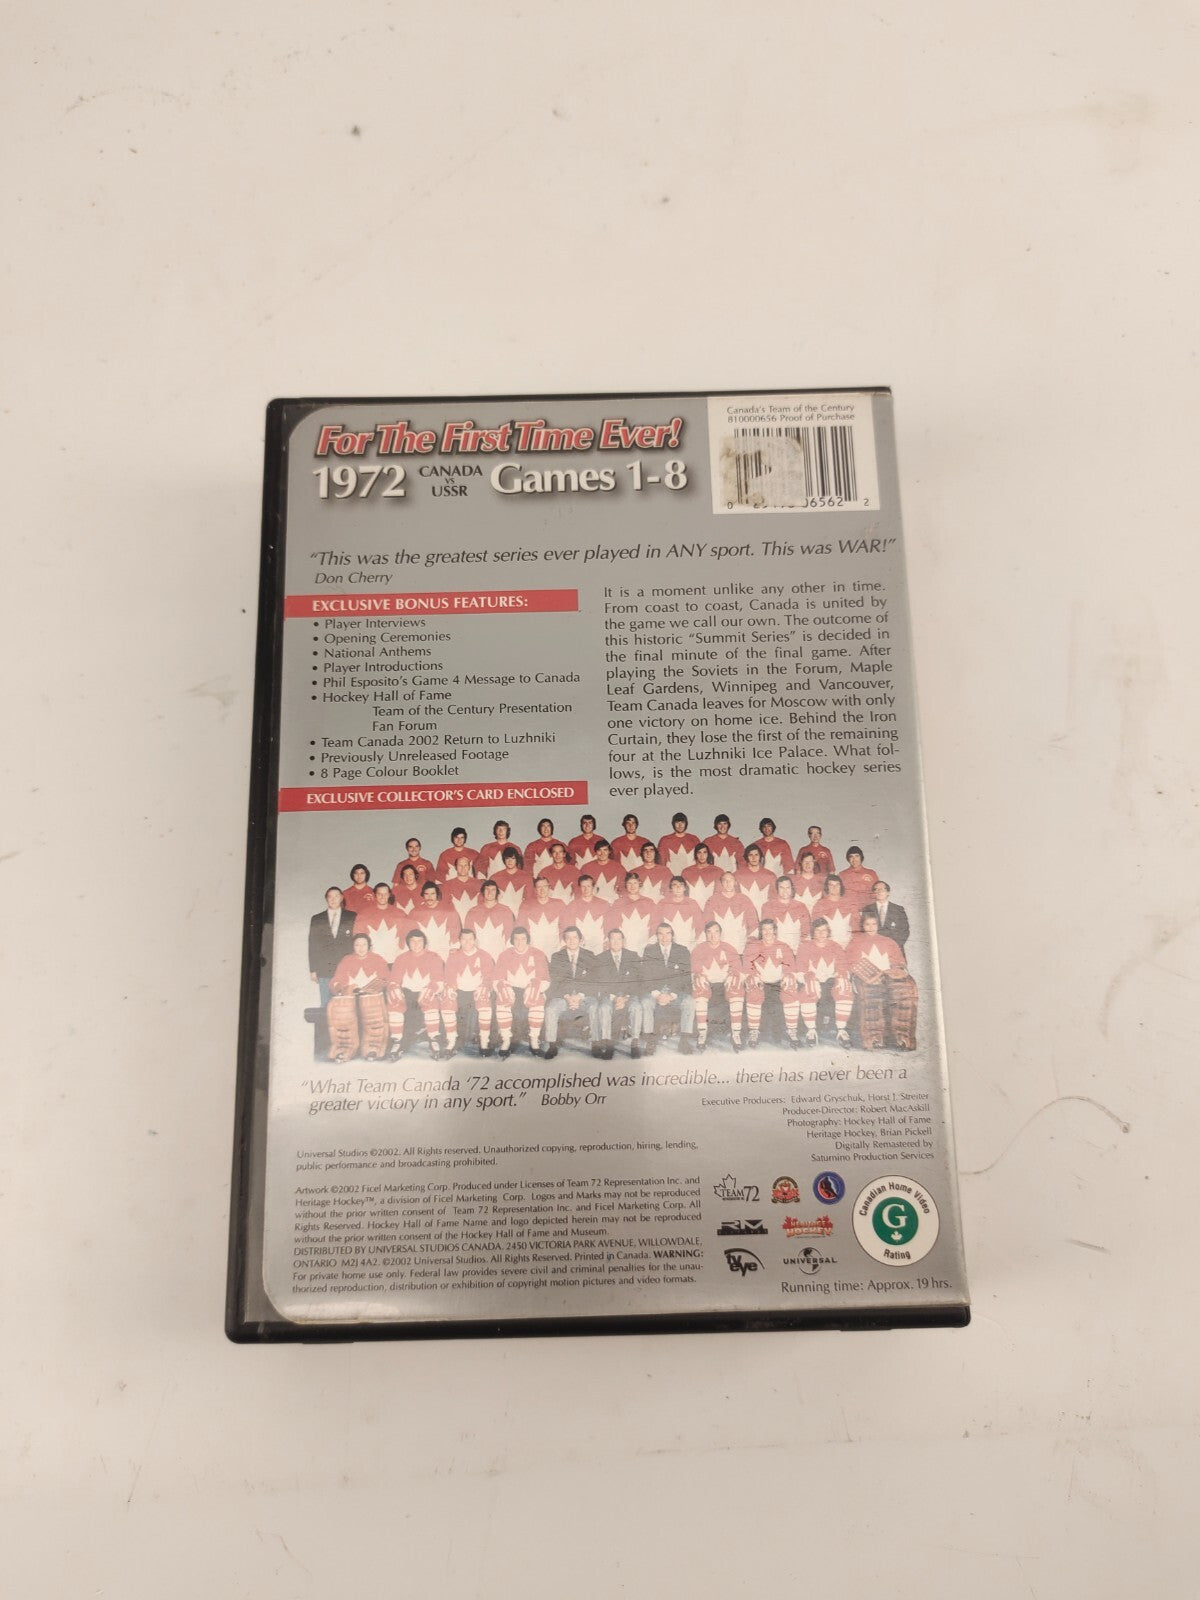 For The First Time Ever!
1972 CANADA VS USSR Games 1-8
Canada's Team of the Century
810000656 Proof of Purchase
0 06562 2
"This was the greatest series ever played in ANY sport. This was WAR!"
Don Cherry
EXCLUSIVE BONUS FEATURES:
• Player Interviews
• Opening Ceremonies
• National Anthems
• Player Introductions
• Phil Esposito's Game 4 Message to Canada
• Hockey Hall of Fame
Team of the Century Presentation
Fan Forum
• Team Canada 2002 Return to Luzhniki
• Previously Unreleased Footage
• 8 Page Colour Booklet
EXCLUSIVE COLLECTOR'S CARD ENCLOSED
It is a moment unlike any other in time.
From coast to coast, Canada is united by
the game we call our own. The outcome of
this historic "Summit Series" is decided in
the final minute of the final game. After
playing the Soviets in the Forum, Maple
Leaf Gardens, Winnipeg and Vancouver,
Team Canada leaves for Moscow with only
one victory on home ice. Behind the Iron
Curtain, they lose the first of the remaining
four at the Luzhniki Ice Palace. What fol-
lows, is the most dramatic hockey series
ever played.
"What Team Canada '72 accomplished was incredible... there has never been a
greater victory in any sport." Bobby Orr
Executive Producers: Edward Gryschuk, Horst J. Streiter
Producer-Director: Robert MacAskill
Photography: Hockey Hall of Fame
Heritage Hockey, Brian Pickell
Digitally Remastered by
Saturnino Production Services
Universal Studios ©2002. All Rights reserved. Unauthorized copying, reproduction, hiring, lending,
public performance and broadcasting prohibited.
Artwork ©2002 Ficel Marketing Corp. Produced under Licenses of Team 72 Representation Inc. and
Heritage Hockey™, a division of Ficel Marketing Corp. Logos and Marks may not be reproduced
without the prior written consent of Team 72 Representation Inc. and Ficel Marketing Corp. All
Rights Reserved. Hockey Hall of Fame Name and logo depicted herein may not be reproduced
without the prior written consent of the Hockey Hall of Fame and Museum.
DISTRIBUTED BY UNIVERSAL STUDIOS CANADA. 2450 VICTORIA PARK AVENUE, WILLOWDALE,
ONTARIO M2J 4A2. ©2002 Universal Studios. All Rights Reserved. Printed in Canada. WARNING:
For private home use only. Federal law provides severe civil and criminal penalties for the unau-
thorized reproduction, distribution or exhibition of copyright motion pictures and video formats.
TEAM 72
RM
HERITAGE
HOCKEY
tv
eye
UNIVERSAL
Canadian Home Video
G
Rating
Running time: Approx. 19 hrs.